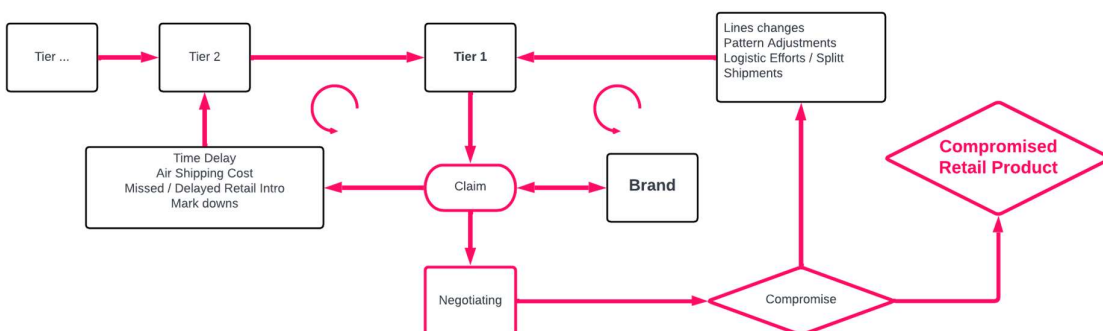 Tier ...
Tier 2
Tier 1
Lines changes
Pattern Adjustments
Logistic Efforts / Splitt
Shipments
Compromised
Retail Product
Time Delay
Air Shipping Cost
Missed / Delayed Retail Intro
Mark downs
Claim
Brand
Negotiating
Compromise